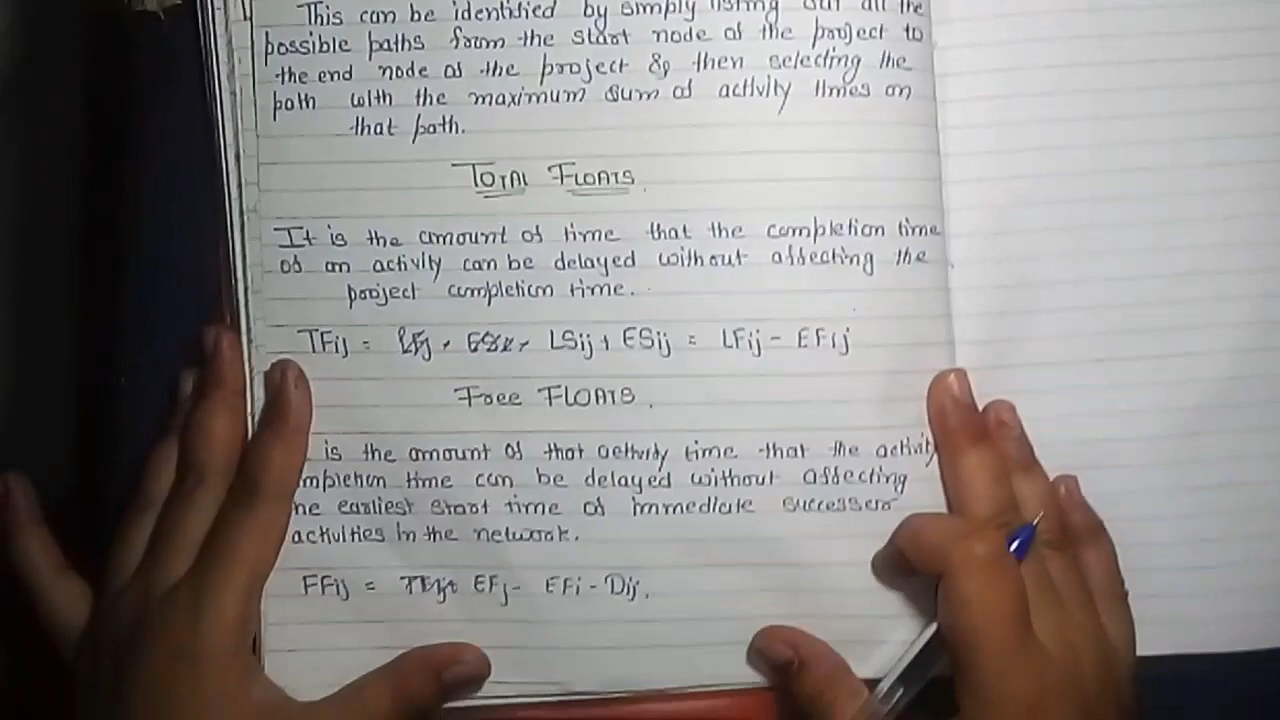 This can be identified by simply listing out all the
possible paths from the start node of the project to
the end node of the project & then selecting the
path with the maximum sum of activity times on
that path.
TOTAL FLOATS.
It is the amount of time that the completion time
of an activity can be delayed without affecting the
project completion time.
TFij = LSij + ESij = LFij - EFij
Free FLOATS.
is the amount of that activity time that the activity
mpletion time can be delayed without affecting
he earliest start time of immediate successor
activities in the network.
FFij = EFj - EFi - Dij.